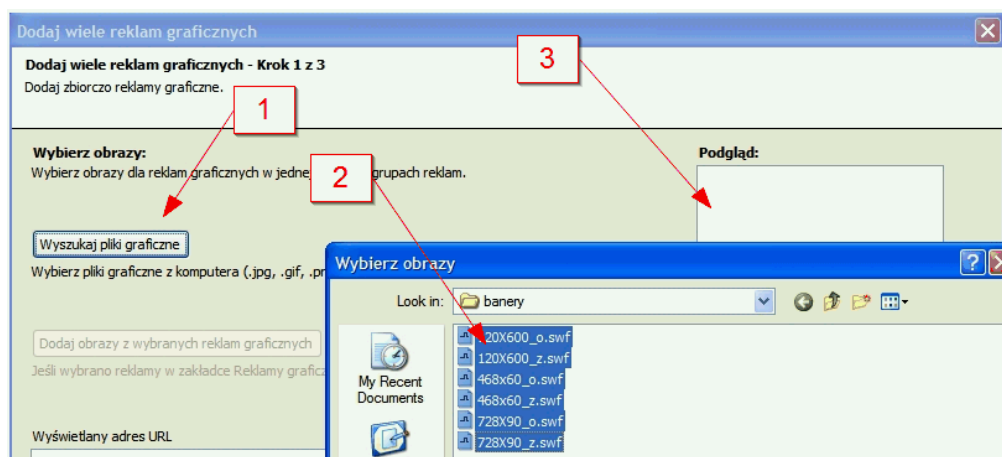 Dodaj wiele reklam graficznych
Dodaj wiele reklam graficznych - Krok 1 z 3
Dodaj zbiorczo reklamy graficzne.
1
2
3
Wybierz obrazy:
Wybierz obrazy dla reklam graficznych w jednej grupach reklam.
Podgląd:
Wyszukaj pliki graficzne
Wybierz pliki graficzne z komputera (.jpg, .gif,
Dodaj obrazy z wybranych reklam graficznych
Jeśli wybrano reklamy w zakładce Reklamy
Wyświetlany adres URL
Wybierz obrazy
Look in:
banery
My Recent
Documents
20X600_o.swf
120X600_z.swf
468x60_o.swf
468x60_z.swf
728X90_o.swf
728X90_z.swf